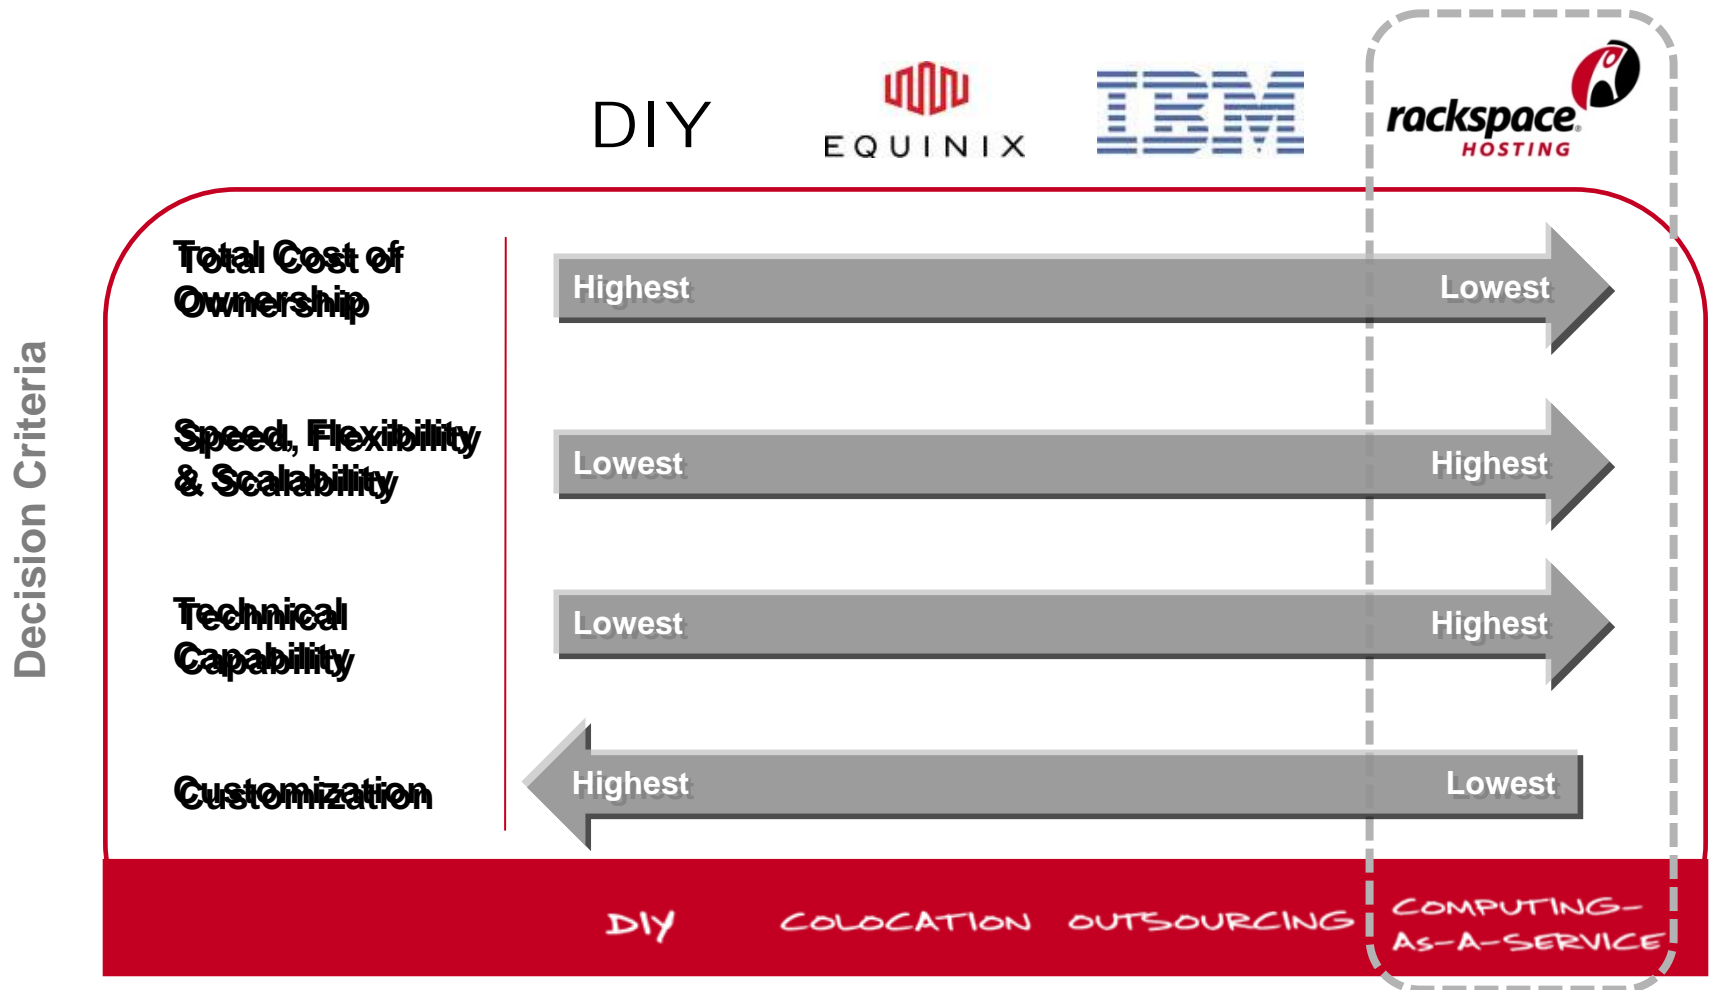 DIY
EQUINIX
IBM
rackspace®
HOSTING
Decision Criteria
Total Cost of
Ownership
Highest
Lowest
Speed, Flexibility
& Scalability
Lowest
Highest
Technical
Capability
Lowest
Highest
Customization
Highest
Lowest
DIY
COLOCATION
OUTSOURCING
COMPUTING-
AS-A-SERVICE